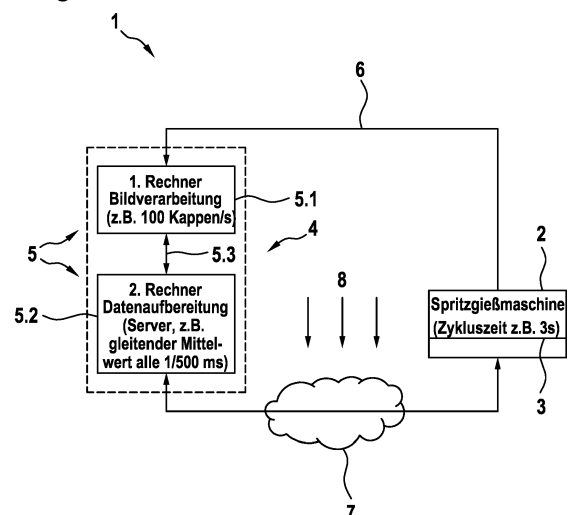 1
6
1. Rechner
Bildverarbeitung
(z.B. 100 Kappen/s)
5.1
5.3
4
5
2
8
5.2
2. Rechner
Datenaufbereitung
(Server, z.B.
gleitender Mittel-
wert alle 1/500 ms)
Spritzgießmaschine
(Zykluszeit z.B. 3s)
3
7